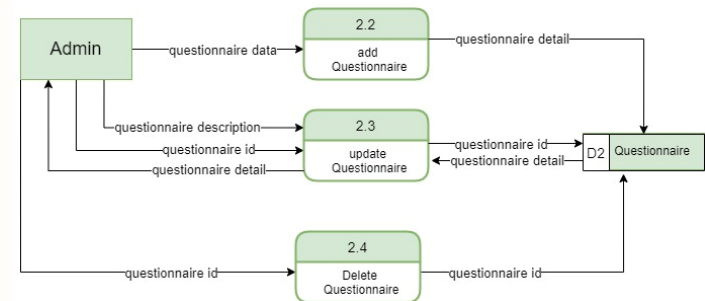 2.2
Admin
questionnaire data
add
Questionnaire
questionnaire detail
questionnaire description
2.3
questionnaire id
update
Questionnaire
questionnaire detail
questionnaire id
questionnaire detail
D2
Questionnaire
2.4
questionnaire id
Delete
Questionnaire
questionnaire id